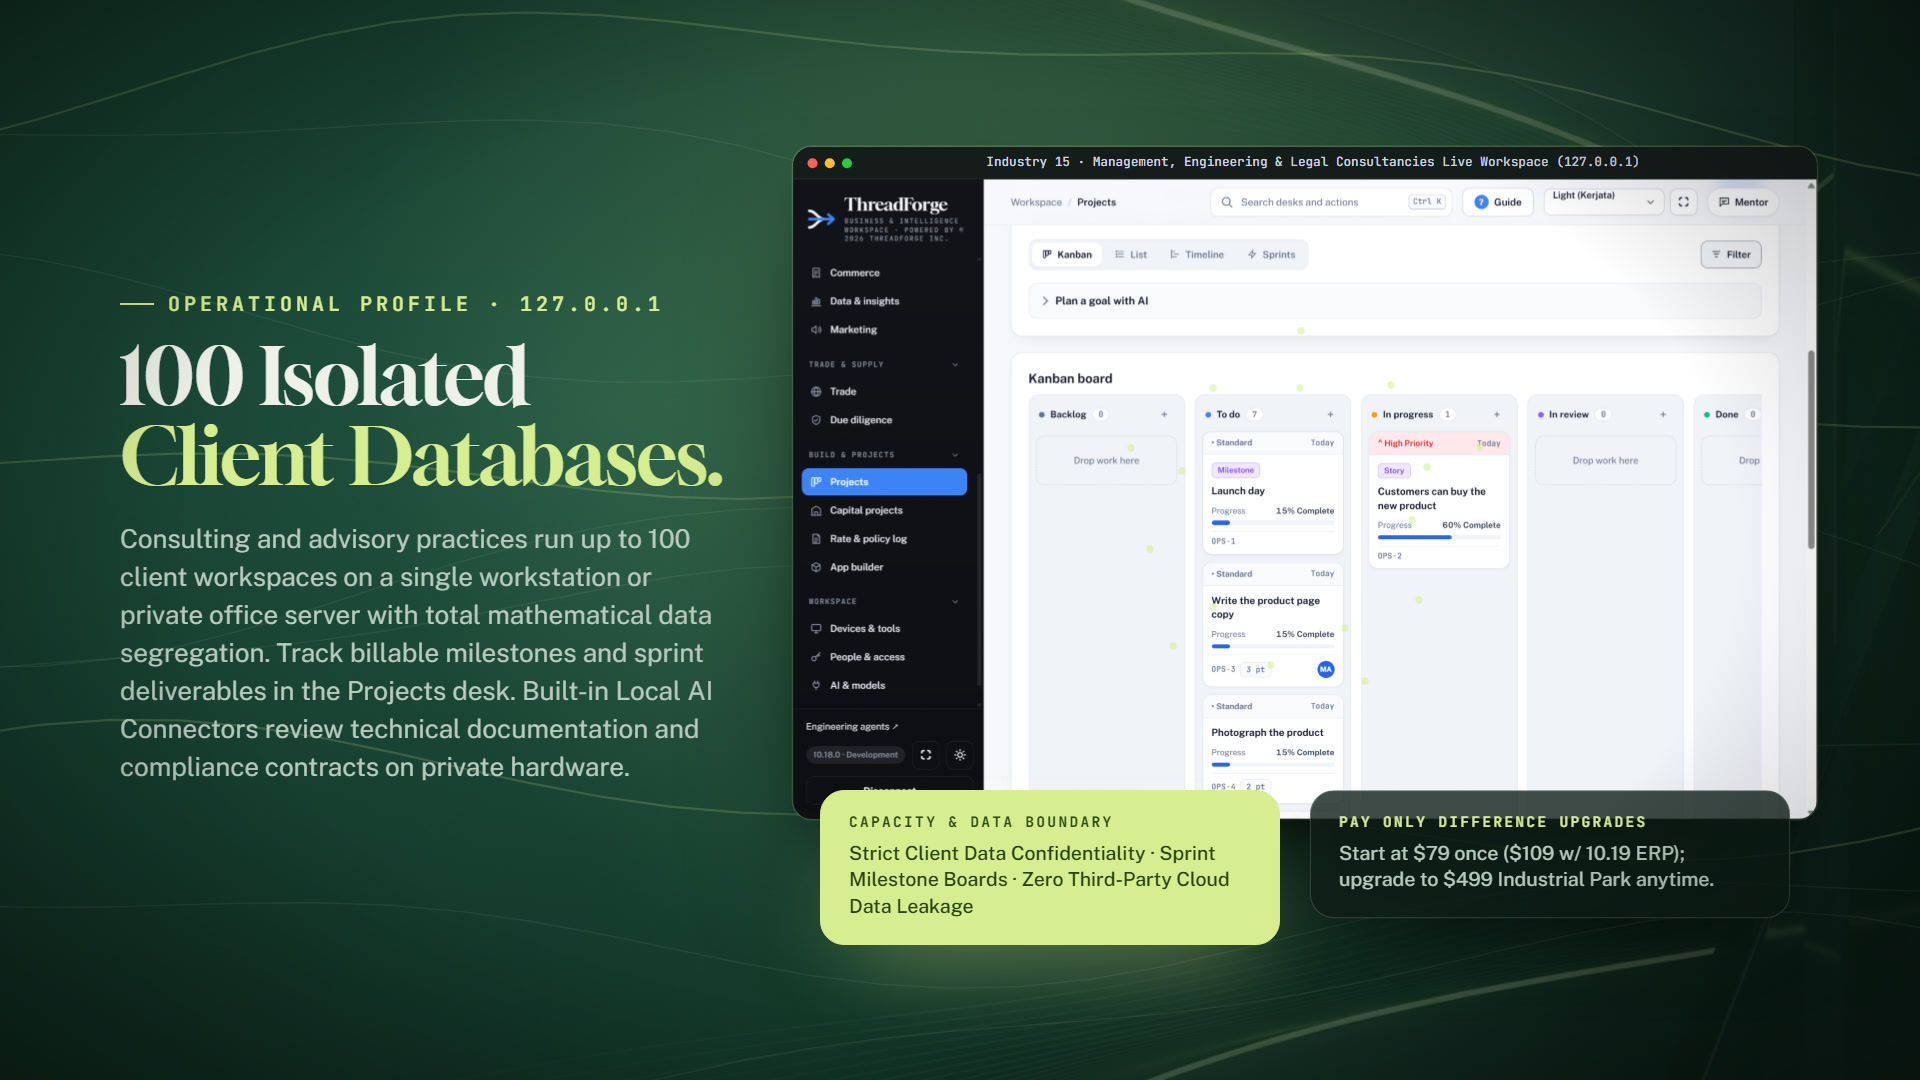 OPERATIONAL PROFILE · 127.0.0.1
100 Isolated
Client Databases.
Consulting and advisory practices run up to 100
client workspaces on a single workstation or
private office server with total mathematical data
segregation. Track billable milestones and sprint
deliverables in the Projects desk. Built-in Local AI
Connectors review technical documentation and
compliance contracts on private hardware.
Industry 15 · Management, Engineering & Legal Consultancies Live Workspace (127.0.0.1)
ThreadForge
BUSINESS & INTELLIGENCE
WORKSPACE · POWERED BY ®
2026 THREADFORGE INC.
Commerce
Data & insights
Marketing
TRADE & SUPPLY
Trade
Due diligence
BUILD & PROJECTS
Projects
Capital projects
Rate & policy log
App builder
WORKSPACE
Devices & tools
People & access
AI & models
Engineering agents ↗
10.18.0 · Development
Workspace / Projects
Search desks and actions
Ctrl K
? Guide
Light (Kerjata)
Mentor
Kanban
List
Timeline
Sprints
Filter
Plan a goal with AI
Kanban board
Backlog 0 +
Drop work here
To do 7 +
• Standard Today
Milestone
Launch day
Progress 15% Complete
OPS-1
• Standard Today
Write the product page
copy
Progress 15% Complete
OPS-3 3 pt MA
• Standard Today
Photograph the product
Progress 15% Complete
OPS-4 2 pt
In progress 1 +
^ High Priority Today
Story
Customers can buy the
new product
Progress 60% Complete
OPS-2
In review 0 +
Drop work here
Done 0
Drop
CAPACITY & DATA BOUNDARY
Strict Client Data Confidentiality · Sprint
Milestone Boards · Zero Third-Party Cloud
Data Leakage
PAY ONLY DIFFERENCE UPGRADES
Start at $79 once ($109 w/ 10.19 ERP);
upgrade to $499 Industrial Park anytime.